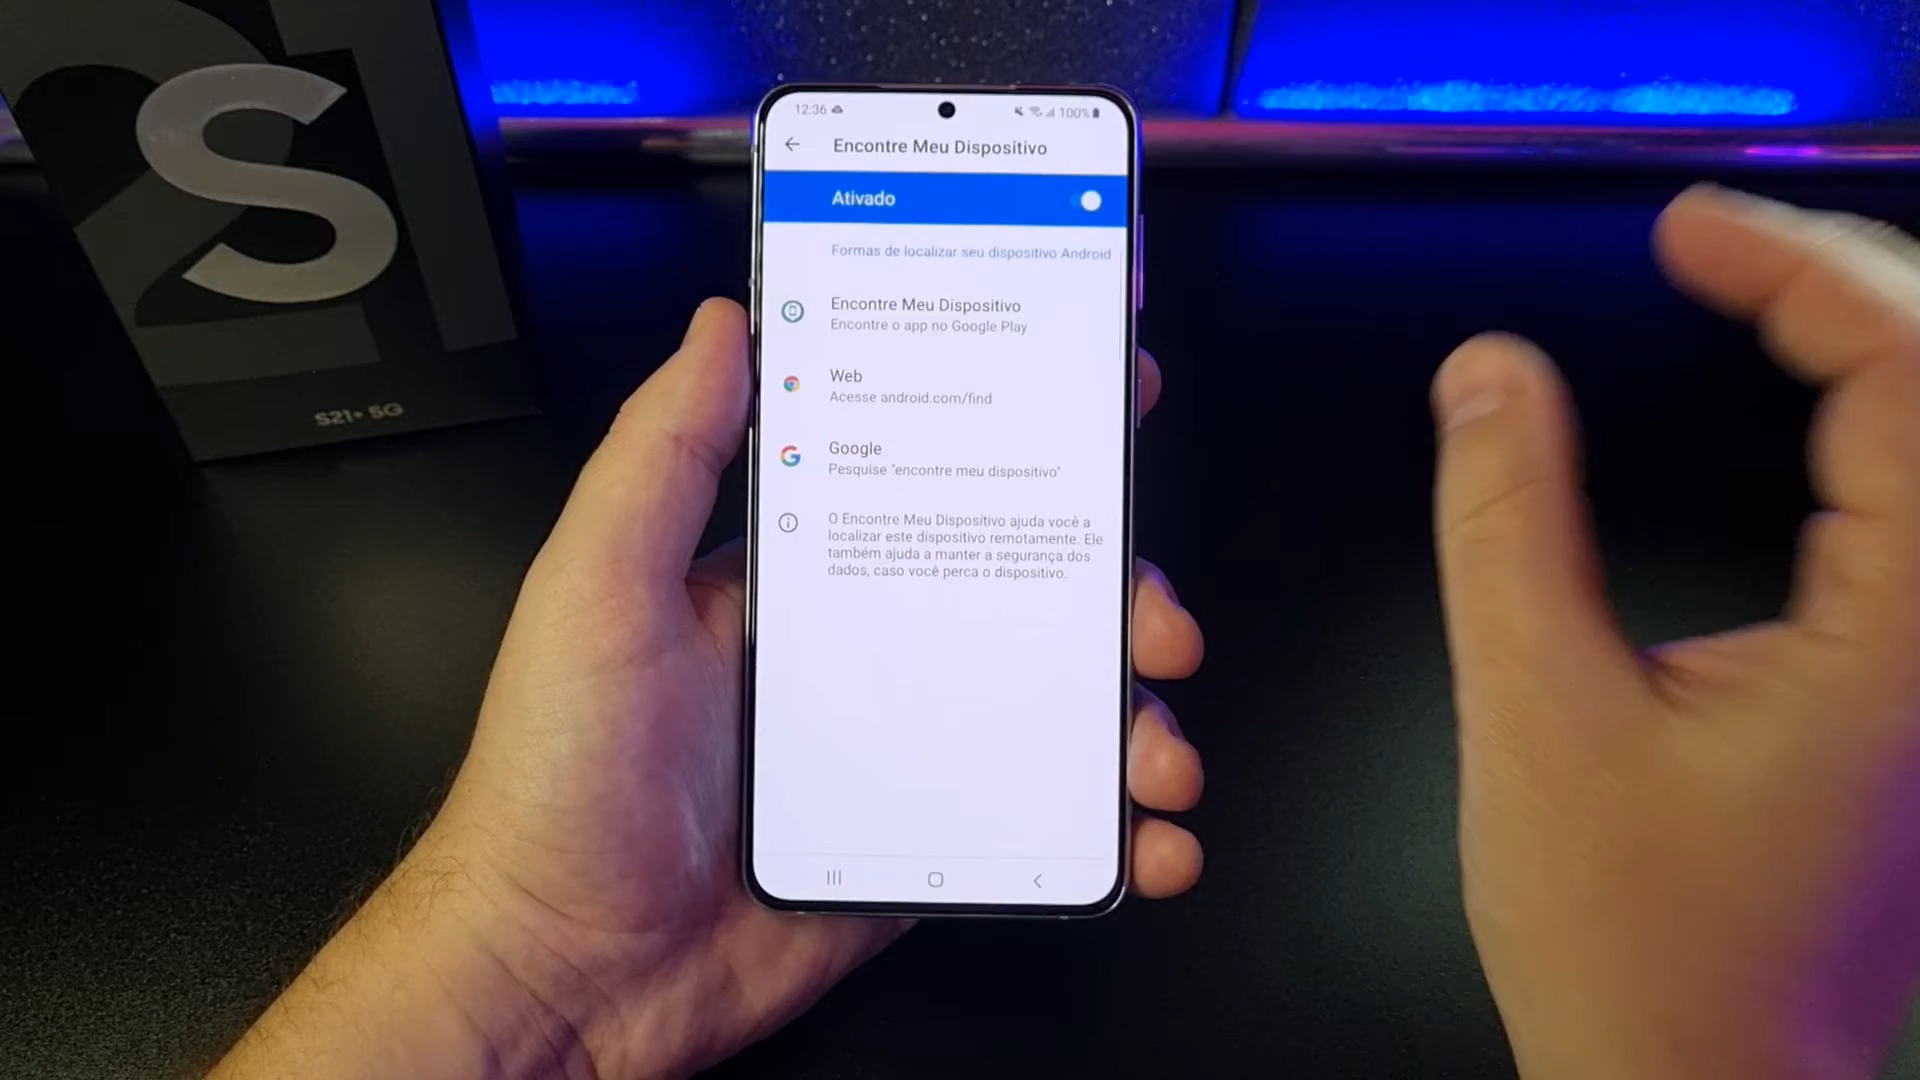 S
21
S21+ 5G
12:36
100%
Encontre Meu Dispositivo
Ativado
Formas de localizar seu dispositivo Android
Encontre Meu Dispositivo
Encontre o app no Google Play
Web
Acesse android.com/find
Google
Pesquise "encontre meu dispositivo"
O Encontre Meu Dispositivo ajuda você a
localizar este dispositivo remotamente. Ele
também ajuda a manter a segurança dos
dados, caso você perca o dispositivo.